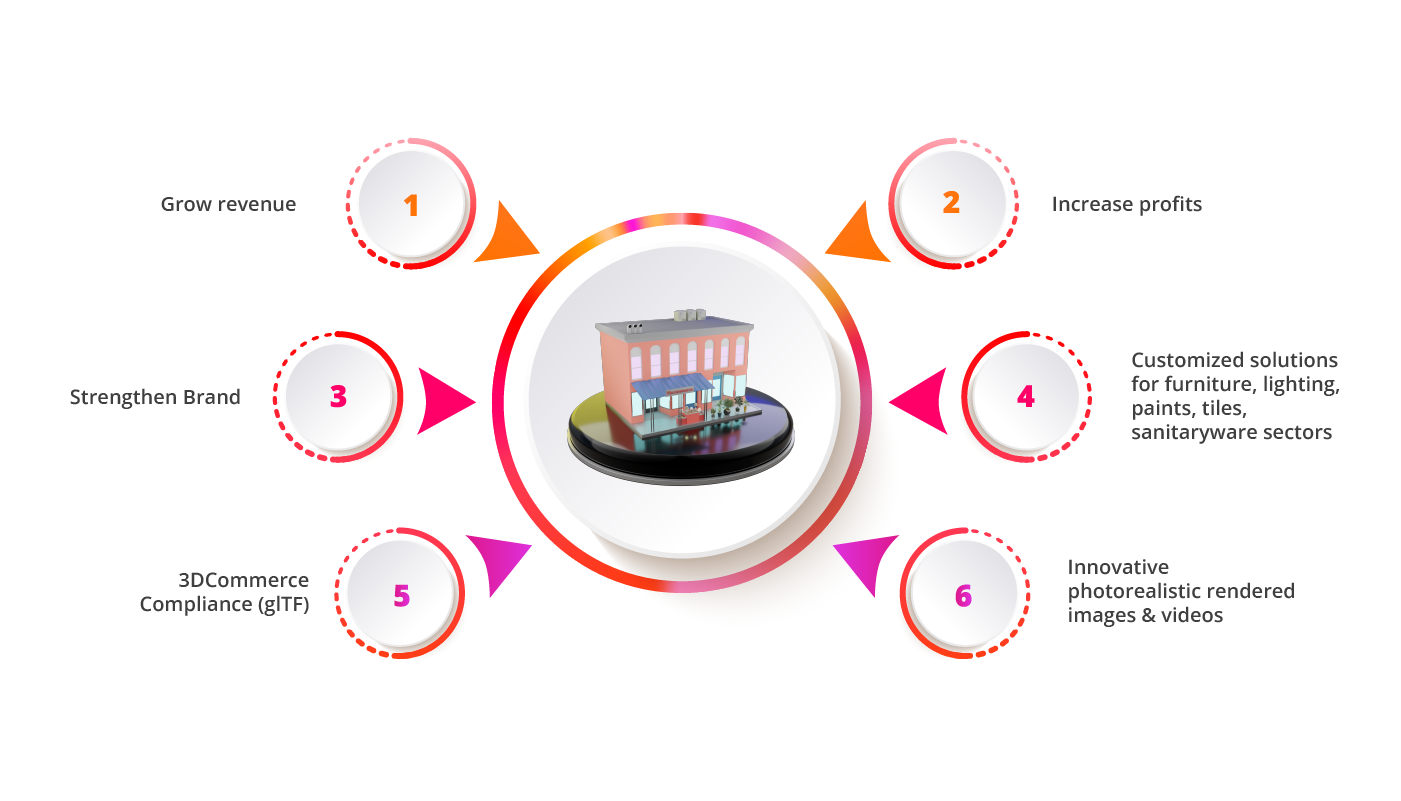 1
Grow revenue
2
Increase profits
3
Strengthen Brand
4
Customized solutions
for furniture, lighting,
paints, tiles,
sanitaryware sectors
5
3DCommerce
Compliance (glTF)
6
Innovative
photorealistic rendered
images & videos